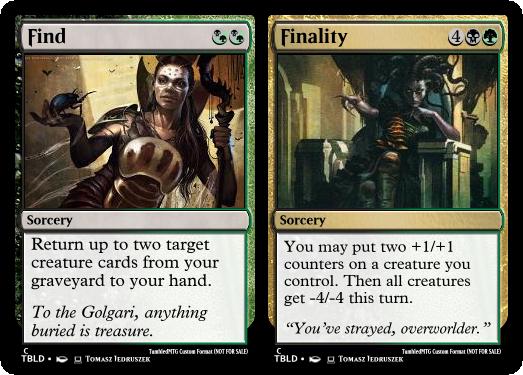 Find
Sorcery
Return up to two target
creature cards from your
graveyard to your hand.
To the Golgari, anything
buried is treasure.
C
TBLD • Tomasz Jedruszek
TumbledMTG Custom Format (NOT FOR SALE)
Finality
4
Sorcery
You may put two +1/+1
counters on a creature you
control. Then all creatures
get -4/-4 this turn.
“You’ve strayed, overworlder.”
C
TBLD • Tomasz Jedruszek
TumbledMTG Custom Format (NOT FOR SALE)